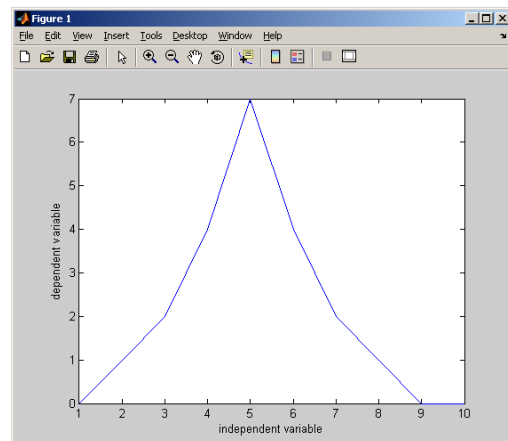 Figure 1
File Edit View Insert Tools Desktop Window Help
7
6
5
4
3
2
1
0
dependent variable
1 2 3 4 5 6 7 8 9 10
independent variable